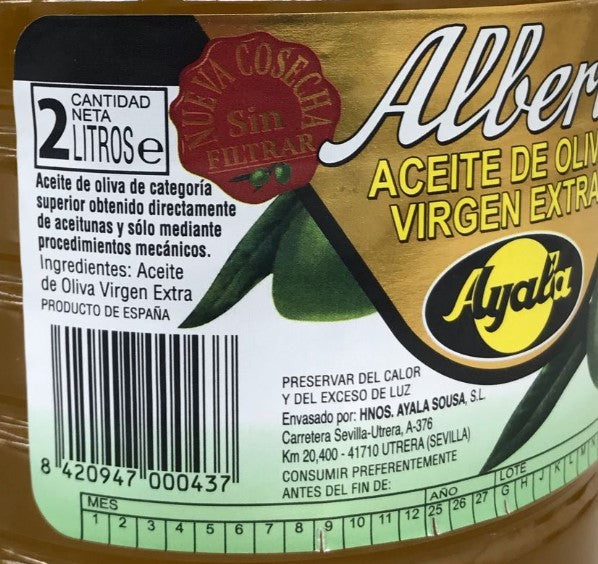 NUEVA COSECHA
Sin
FILTRAR
CANTIDAD
NETA
2 LITROS e
Aceite de oliva de categoría
superior obtenido directamente
de aceitunas y sólo mediante
procedimientos mecánicos.
Ingredientes: Aceite
de Oliva Virgen Extra
PRODUCTO DE ESPAÑA
8 420947 000437
ACEITE DE
VIRGEN EXTRA
Ayala
PRESERVAR DEL CALOR
Y DEL EXCESO DE LUZ
Envasado por: HNOS. AYALA SOUSA, S.L.
Carretera Sevilla-Utrera, A-376
Km 20,400 - 41710 UTRERA (SEVILLA)
CONSUMIR PREFERENTEMENTE
ANTES DEL FIN DE:
MES AÑO LOTE
1 2 3 4 5 6 7 8 9 10 11 12 25 26 27 G H J K L